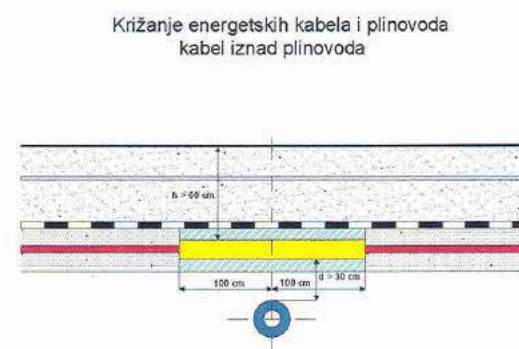 Križanje energetskih kabela i plinovoda
kabel iznad plinovoda
h > 60 cm
100 cm
100 cm
d > 30 cm